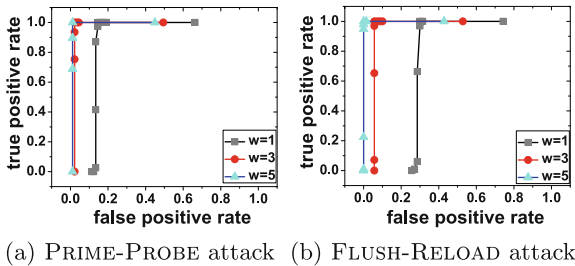 1.0
0.8
0.6
0.4
0.2
0.0
true positive rate
w=1
w=3
w=5
0.0 0.2 0.4 0.6 0.8 1.0
false positive rate
(a) PRIME-PROBE attack
1.0
0.8
0.6
0.4
0.2
0.0
true positive rate
w=1
w=3
w=5
0.0 0.2 0.4 0.6 0.8 1.0
false positive rate
(b) FLUSH-RELOAD attack